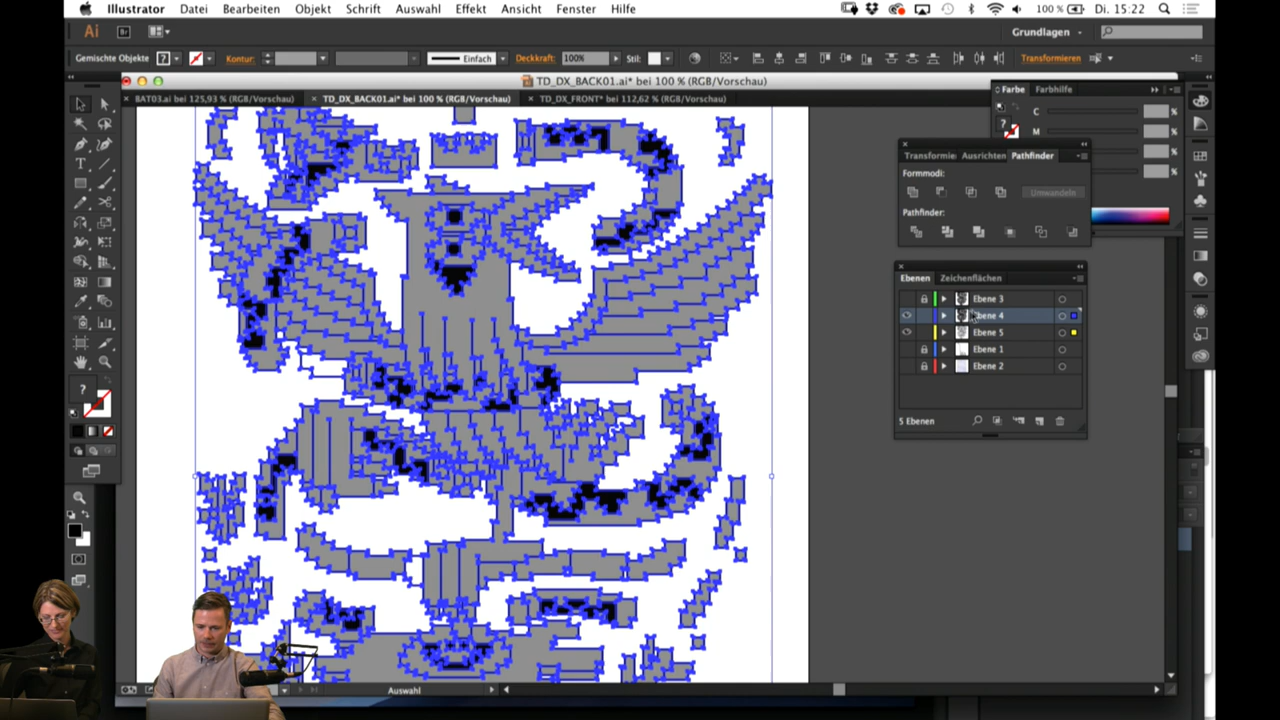 Illustrator Datei Bearbeiten Objekt Schrift Auswahl Effekt Ansicht Fenster Hilfe 100 % Di. 15:22
Ai Br Grundlagen
Gemischte Objekte ? Kontur: Einfach Deckkraft: 100% Stil: Transformieren
TD_DX_BACK01.ai* bei 100 % (RGB/Vorschau)
× BAT03.ai bei 125,93 % (RGB/Vorschau) × TD_DX_BACK01.ai* bei 100 % (RGB/Vorschau) × TD_DX_FRONT* bei 112,62 % (RGB/Vorschau)
Farbe Farbhilfe
C %
M %
%
%
Transformie Ausrichten Pathfinder
Formmodi:
Umwandeln
Pathfinder:
Ebenen Zeichenflächen
Ebene 3
Ebene 4
Ebene 5
Ebene 1
Ebene 2
5 Ebenen
T
?
?
Auswahl